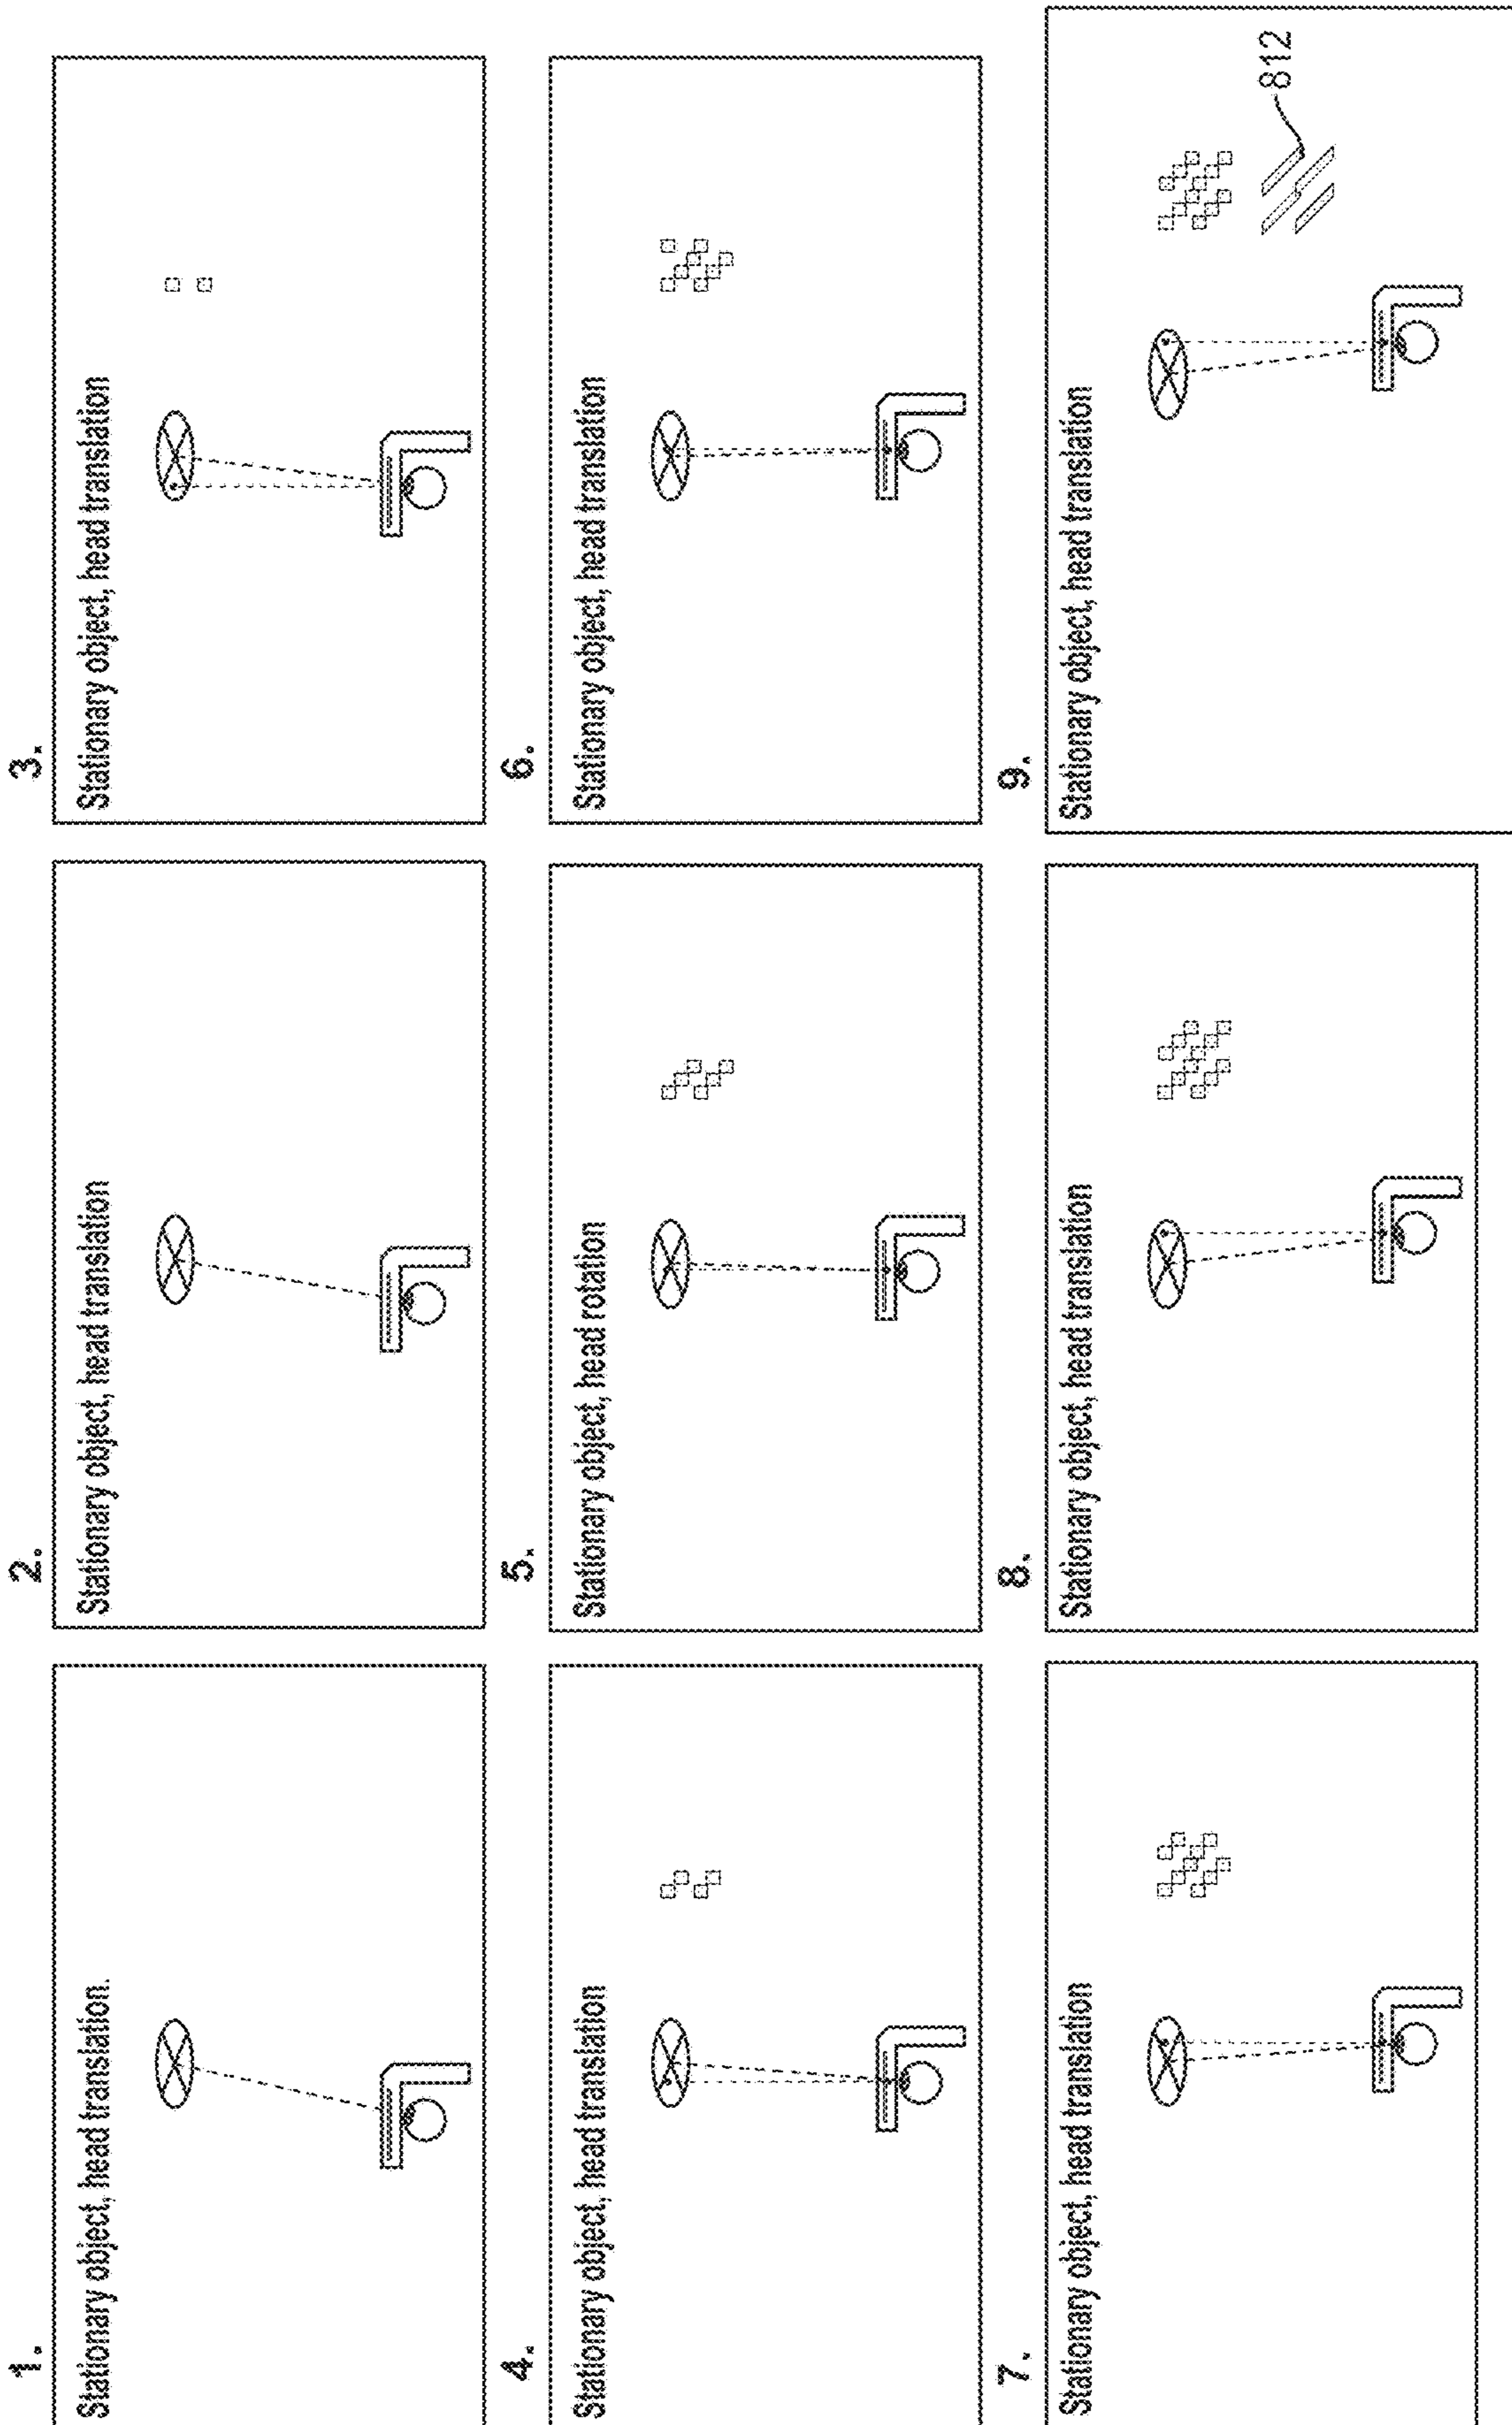 1.
Stationary object, head translation.
2.
Stationary object, head translation
3.
Stationary object, head translation
4.
Stationary object, head translation
5.
Stationary object, head rotation
6.
Stationary object, head translation
7.
Stationary object, head translation
8.
Stationary object, head translation
9.
Stationary object, head translation
812